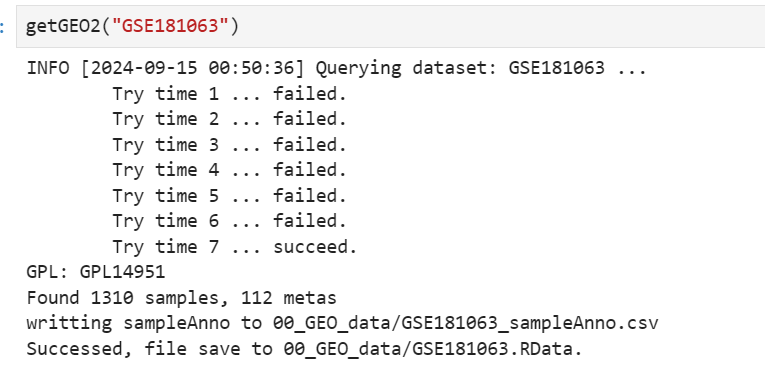 getGEO2("GSE181063")
INFO [2024-09-15 00:50:36] Querying dataset: GSE181063 ...
Try time 1 ... failed.
Try time 2 ... failed.
Try time 3 ... failed.
Try time 4 ... failed.
Try time 5 ... failed.
Try time 6 ... failed.
Try time 7 ... succeed.
GPL: GPL14951
Found 1310 samples, 112 metas
writting sampleAnno to 00_GEO_data/GSE181063_sampleAnno.csv
Successed, file save to 00_GEO_data/GSE181063.RData.